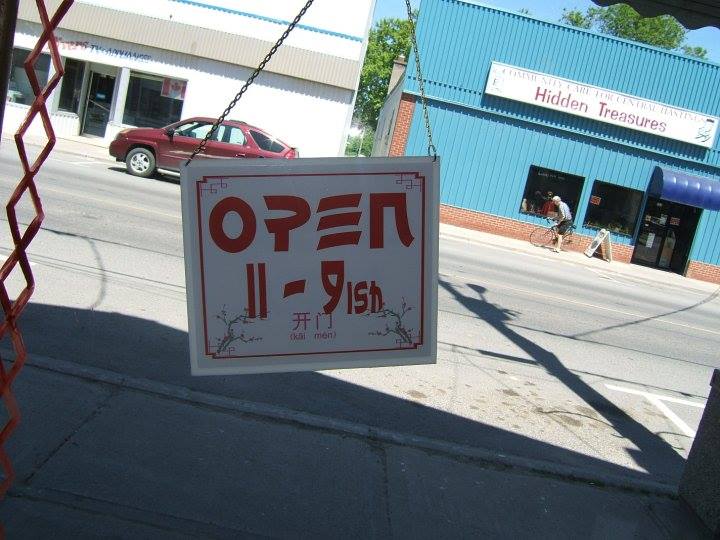 OPEN
11 - 9ish
开门
(kāi mén)
COMMUNITY CARE FOR CENTRAL HASTINGS
Hidden Treasures